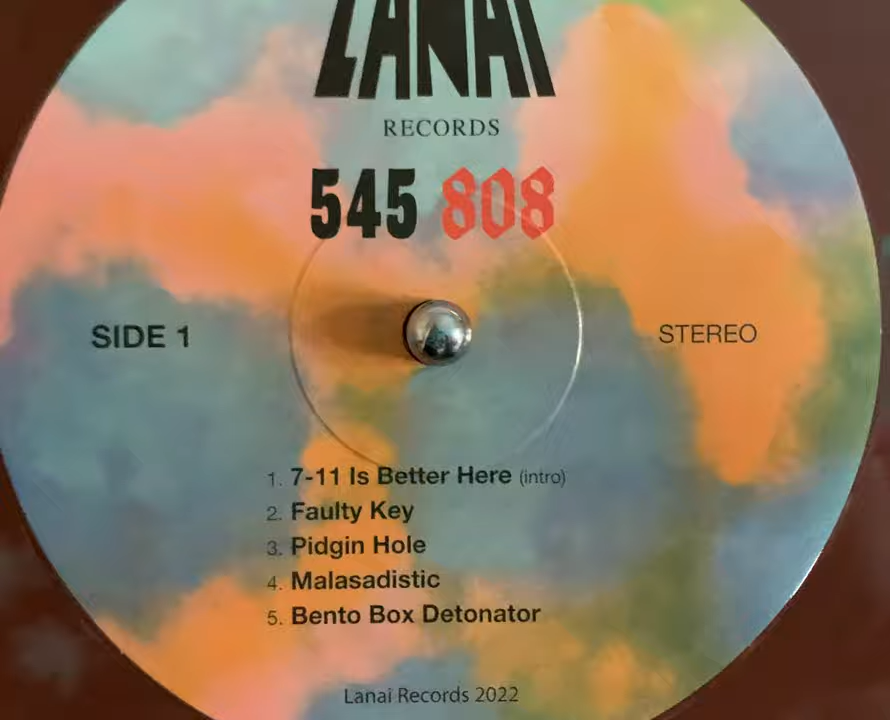 LANAI
RECORDS
545 808
SIDE 1
STEREO
1. 7-11 Is Better Here (intro)
2. Faulty Key
3. Pidgin Hole
4. Malasadistic
5. Bento Box Detonator
Lanai Records 2022